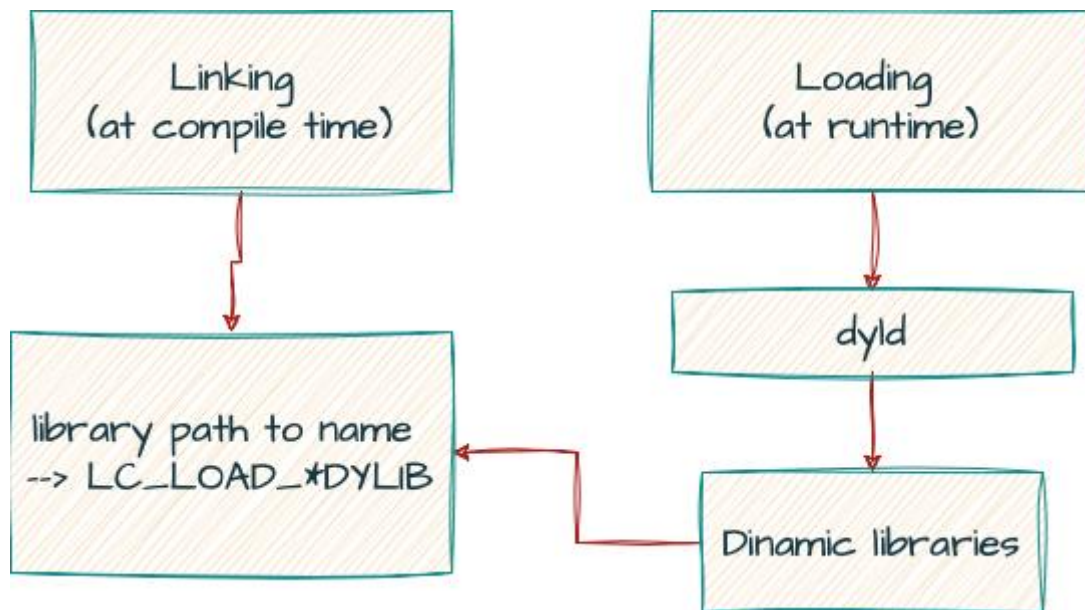 Linking
(at compile time)
Loading
(at runtime)
dyld
library path to name
--> LC_LOAD_*DYLIB
Dinamic libraries